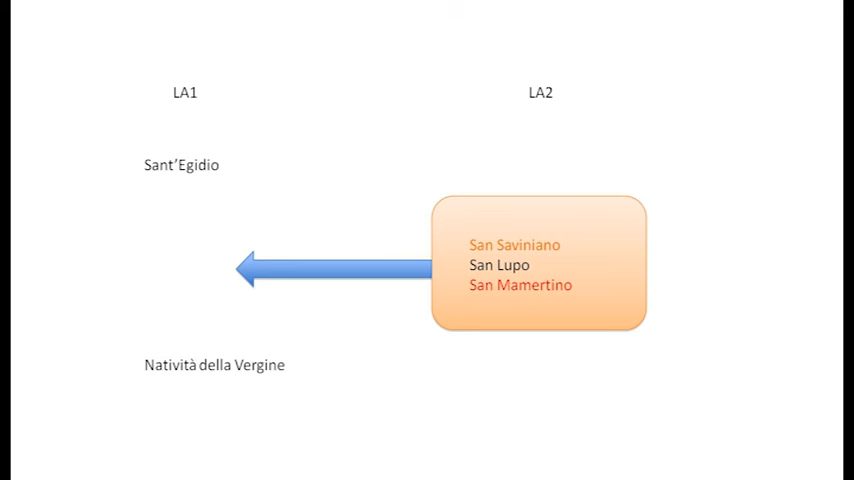 LA1
LA2
Sant’Egidio
San Saviniano
San Lupo
San Mamertino
Natività della Vergine